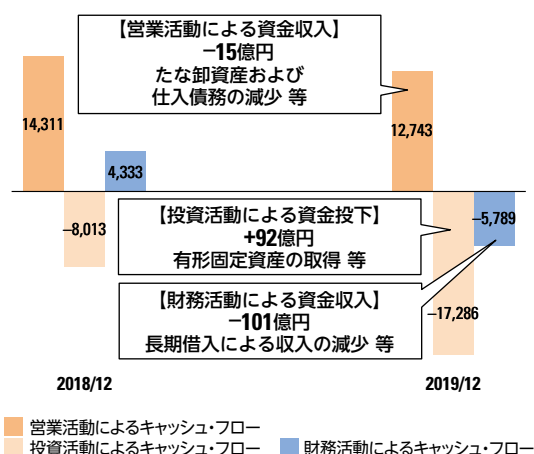 【営業活動による資金収入】
−15億円
たな卸資産および
仕入債務の減少 等
14,311
12,743
4,333
−8,013
【投資活動による資金投下】
+92億円
有形固定資産の取得 等
−5,789
【財務活動による資金収入】
−101億円
長期借入による収入の減少 等
−17,286
2018/12
2019/12
営業活動によるキャッシュ・フロー
投資活動によるキャッシュ・フロー
財務活動によるキャッシュ・フロー